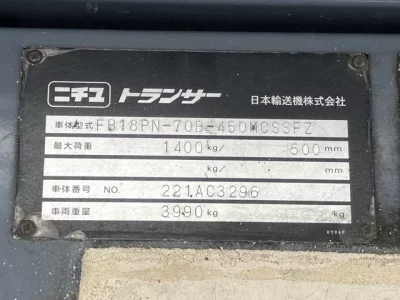 ニチユ トランサー 日本輸送機株式会社
車体型式 FB18PN-70B-460MCSSFZ
最大荷重 1400 kg/ 500 mm
kg/ mm
車体番号 NO. 221AC3296
車両重量 3990 kg kg